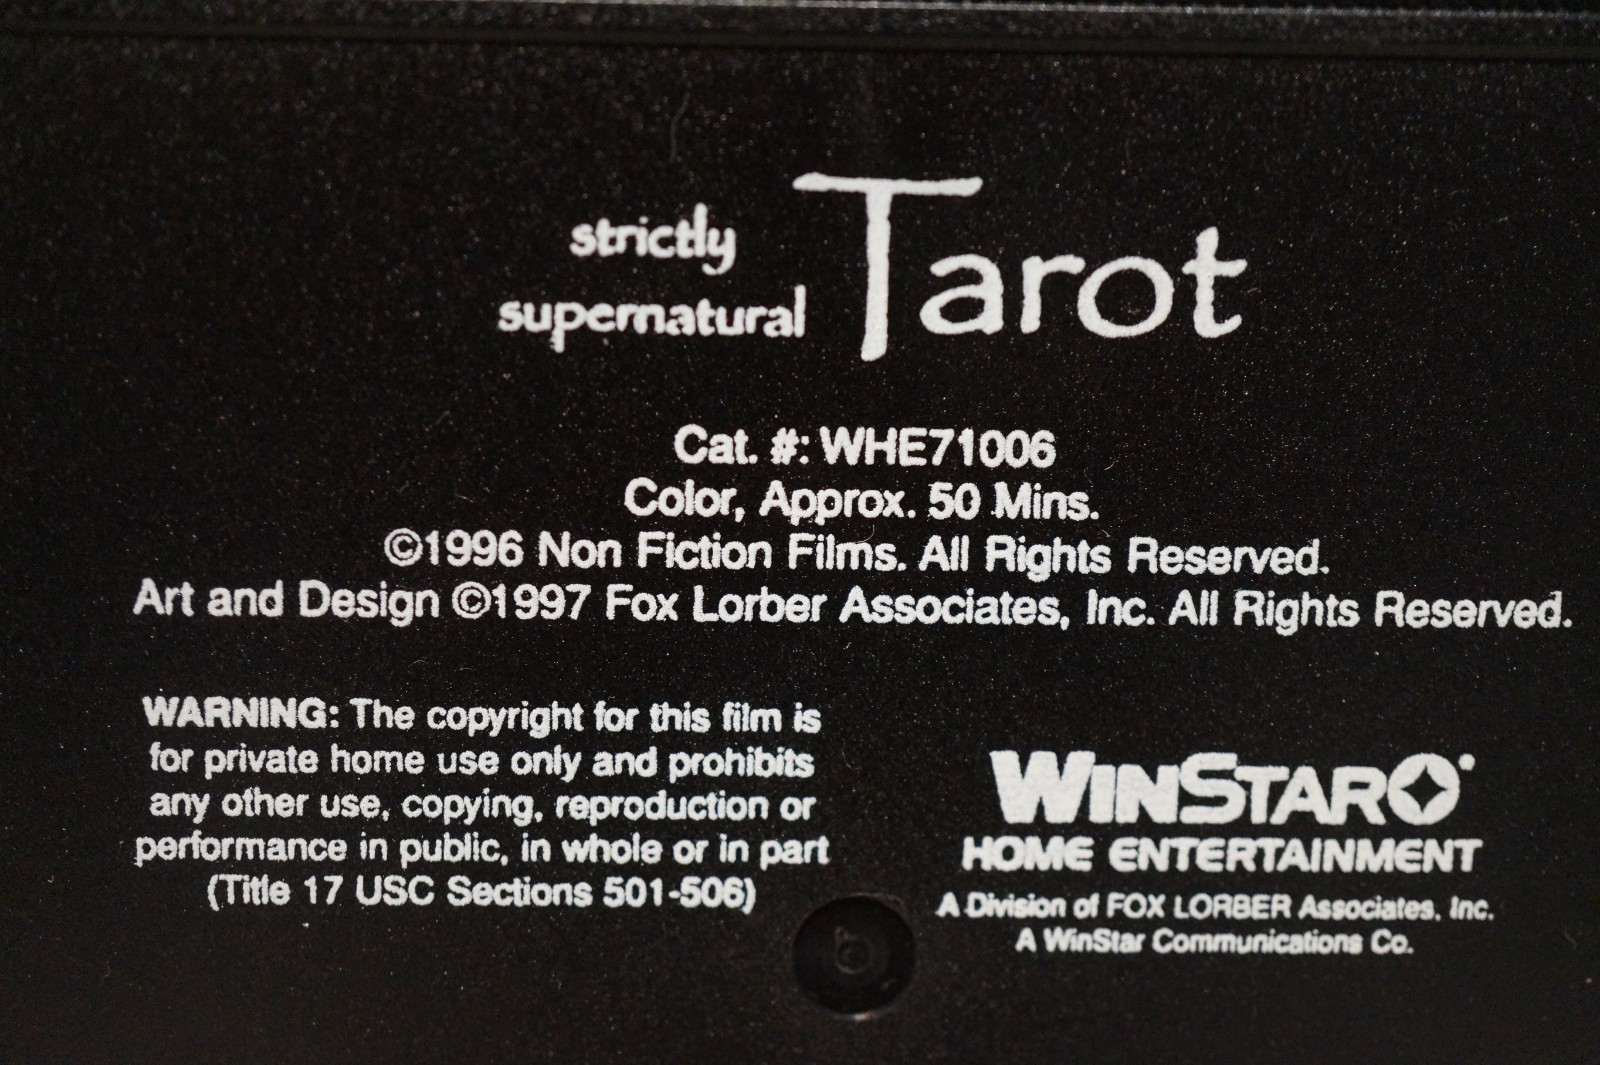 strictly
supernatural
Tarot
Cat. #: WHE71006
Color, Approx. 50 Mins.
©1996 Non Fiction Films. All Rights Reserved.
Art and Design ©1997 Fox Lorber Associates, Inc. All Rights Reserved.
WARNING: The copyright for this film is
for private home use only and prohibits
any other use, copying, reproduction or
performance in public, in whole or in part
(Title 17 USC Sections 501-506)
WINSTAR
HOME ENTERTAINMENT
A Division of FOX LORBER Associates, Inc.
A WinStar Communications Co.